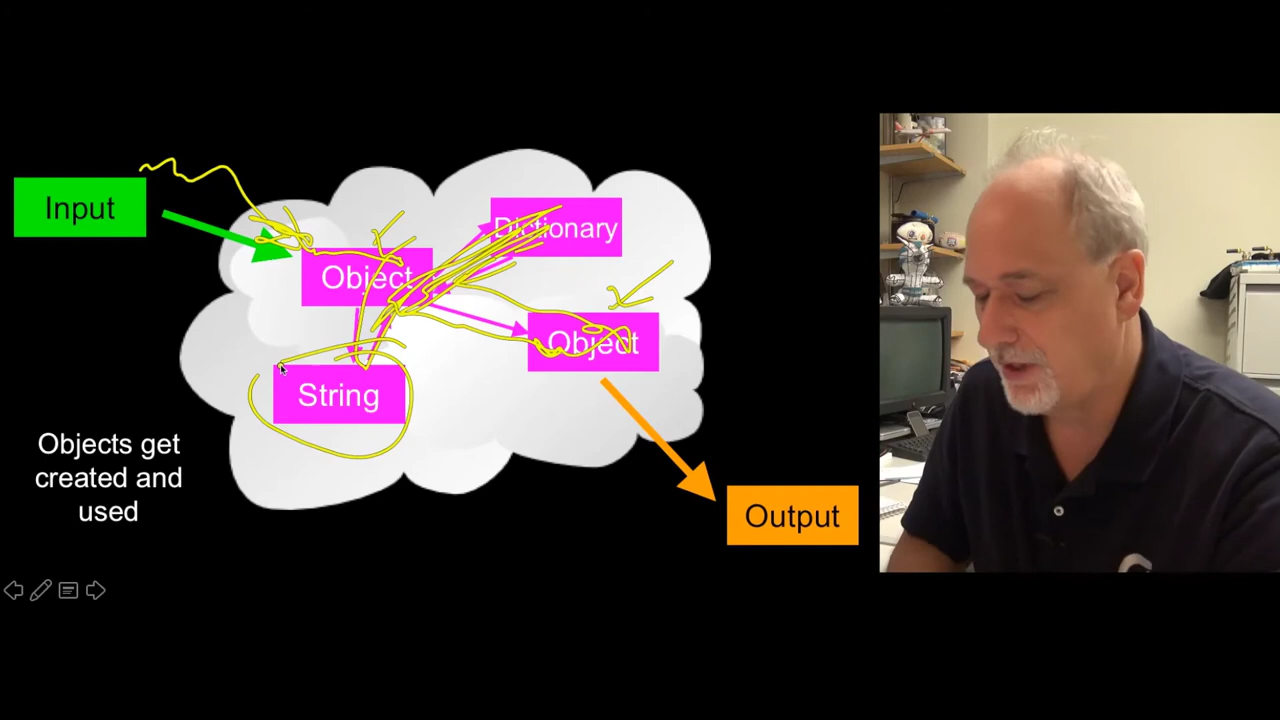 Input
Dictionary
Object
Object
String
Objects get
created and
used
Output